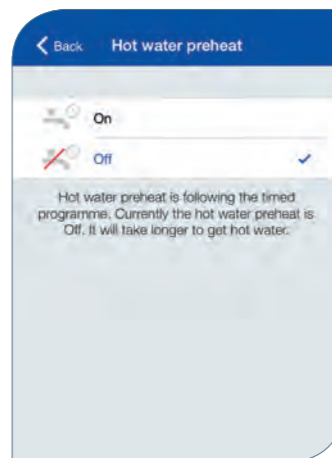 Back Hot water preheat
On
Off
Hot water preheat is following the timed
programme. Currently the hot water preheat is
Off. It will take longer to get hot water.